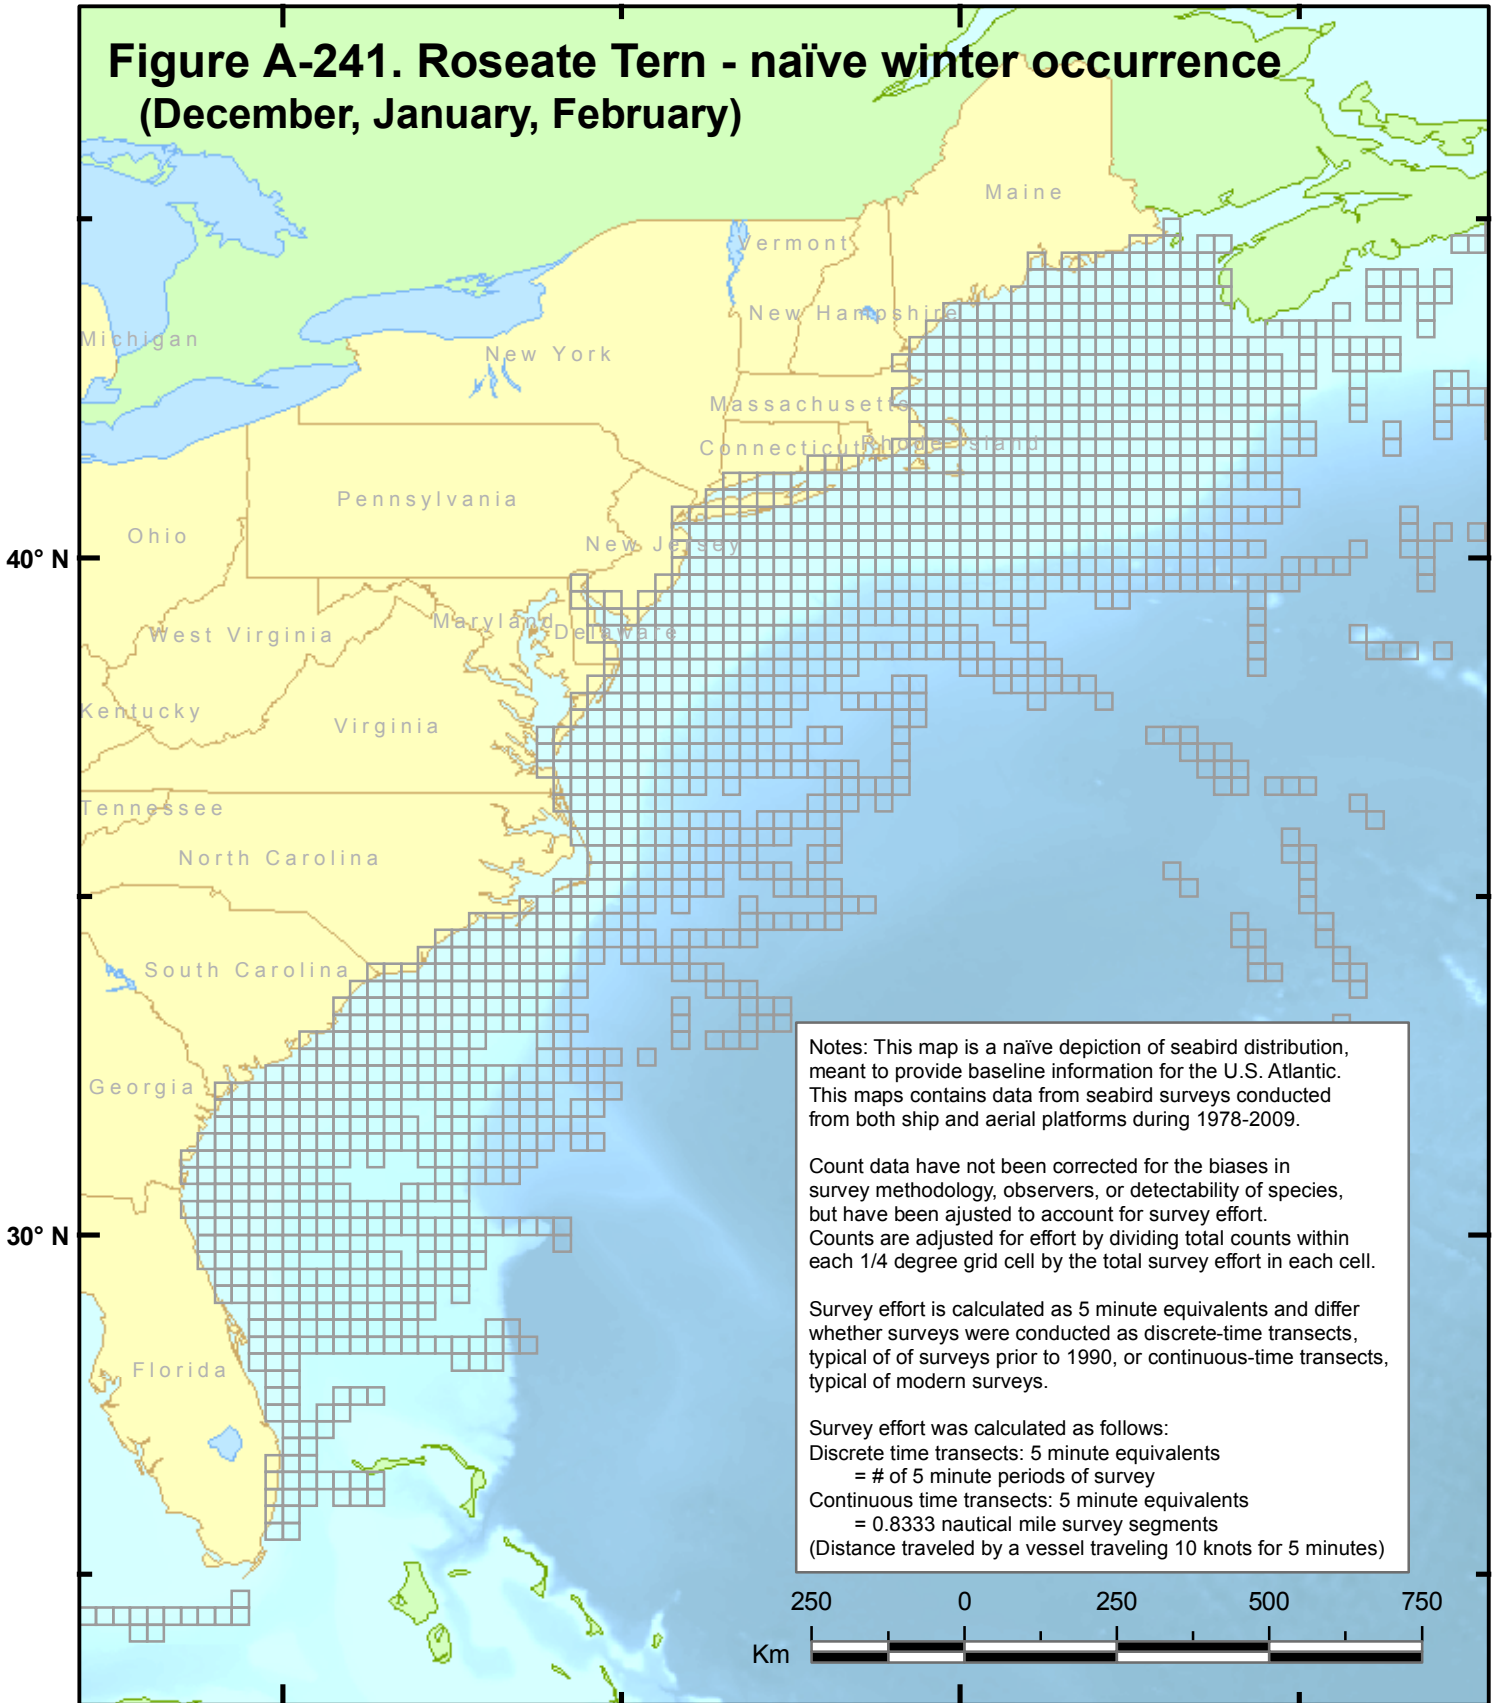 Figure A-241. Roseate Tern - naïve winter occurrence
(December, January, February)
Maine
Vermont
New Hampshire
Michigan
New York
Massachusetts
Connecticut
Rhode Island
Pennsylvania
Ohio
New Jersey
40° N
West Virginia
Maryland
Delaware
Kentucky
Virginia
Tennessee
North Carolina
South Carolina
Georgia
30° N
Florida
Notes: This map is a naïve depiction of seabird distribution,
meant to provide baseline information for the U.S. Atlantic.
This maps contains data from seabird surveys conducted
from both ship and aerial platforms during 1978-2009.
Count data have not been corrected for the biases in
survey methodology, observers, or detectability of species,
but have been ajusted to account for survey effort.
Counts are adjusted for effort by dividing total counts within
each 1/4 degree grid cell by the total survey effort in each cell.
Survey effort is calculated as 5 minute equivalents and differ
whether surveys were conducted as discrete-time transects,
typical of of surveys prior to 1990, or continuous-time transects,
typical of modern surveys.
Survey effort was calculated as follows:
Discrete time transects: 5 minute equivalents
= # of 5 minute periods of survey
Continuous time transects: 5 minute equivalents
= 0.8333 nautical mile survey segments
(Distance traveled by a vessel traveling 10 knots for 5 minutes)
250 0 250 500 750
Km